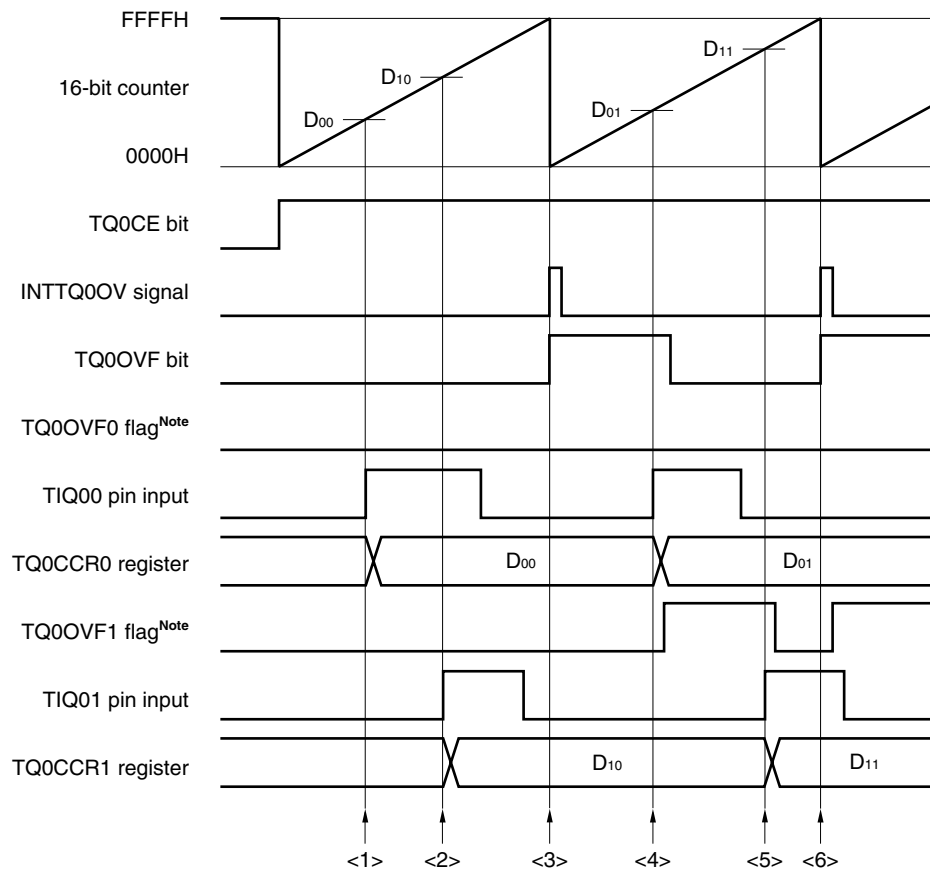 FFFFH
16-bit counter
0000H
D00
D10
D01
D11
TQ0CE bit
INTTQ0OV signal
TQ0OVF bit
TQ0OVF0 flagNote
TIQ00 pin input
TQ0CCR0 register
D00
D01
TQ0OVF1 flagNote
TIQ01 pin input
TQ0CCR1 register
D10
D11
<1> <2> <3> <4> <5> <6>